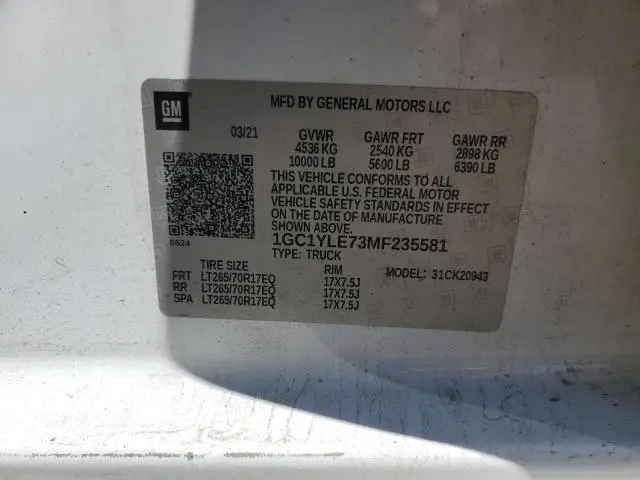 GM
MFD BY GENERAL MOTORS LLC
03/21 GVWR GAWR FRT GAWR RR
4536 KG 2540 KG 2898 KG
10000 LB 5600 LB 6390 LB
THIS VEHICLE CONFORMS TO ALL
APPLICABLE U.S. FEDERAL MOTOR
VEHICLE SAFETY STANDARDS IN EFFECT
ON THE DATE OF MANUFACTURE
SHOWN ABOVE.
8624
1GC1YLE73MF235581
TYPE: TRUCK
TIRE SIZE RIM MODEL: 31CK20943
FRT LT265/70R17EQ 17X7.5J
RR LT265/70R17EQ 17X7.5J
SPA LT265/70R17EQ 17X7.5J